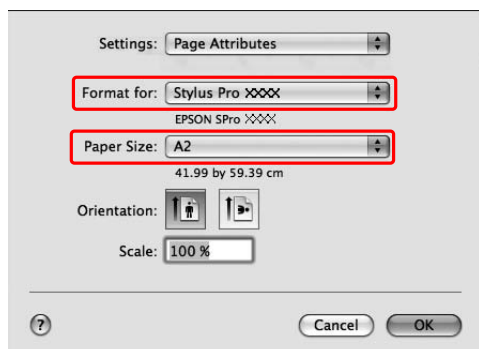 Settings: Page Attributes
Format for: Stylus Pro XXXX
EPSON SPro XXXX
Paper Size: A2
41.99 by 59.39 cm
Orientation:
Scale: 100 %
? Cancel OK